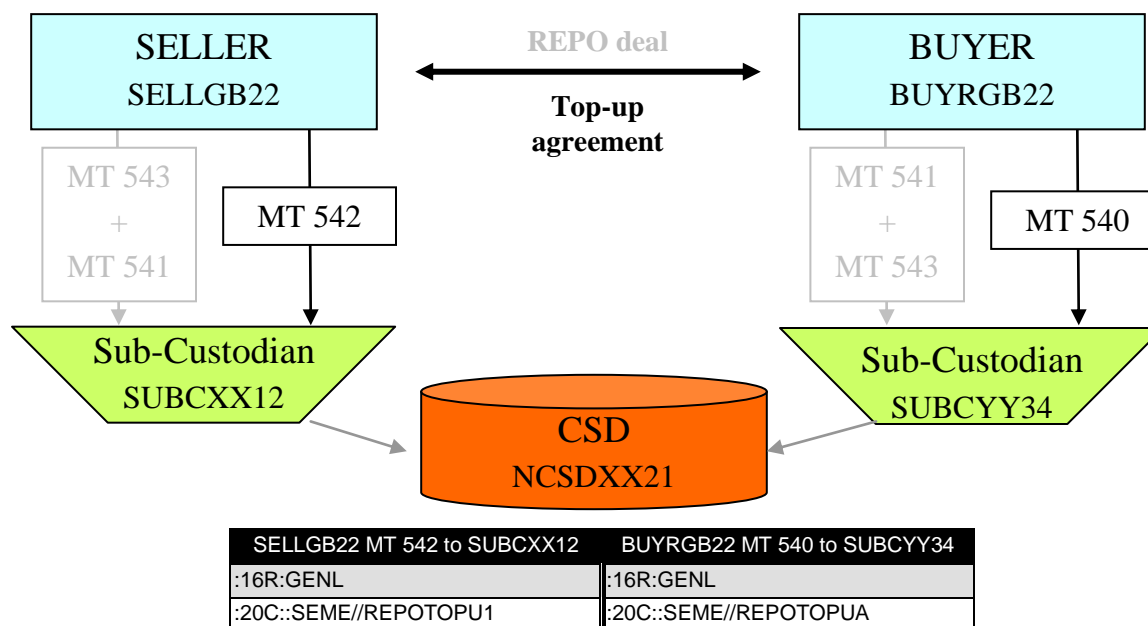 SELLER
SELLGB22
REPO deal
Top-up
agreement
BUYER
BUYRGB22
MT 543
+
MT 541
MT 542
MT 541
+
MT 543
MT 540
Sub-Custodian
SUBCXX12
Sub-Custodian
SUBCYY34
CSD
NCSDXX21
SELLGB22 MT 542 to SUBCXX12 BUYRGB22 MT 540 to SUBCYY34
:16R:GENL :16R:GENL
:20C::SEME//REPOTOPU1 :20C::SEME//REPOTOPUA